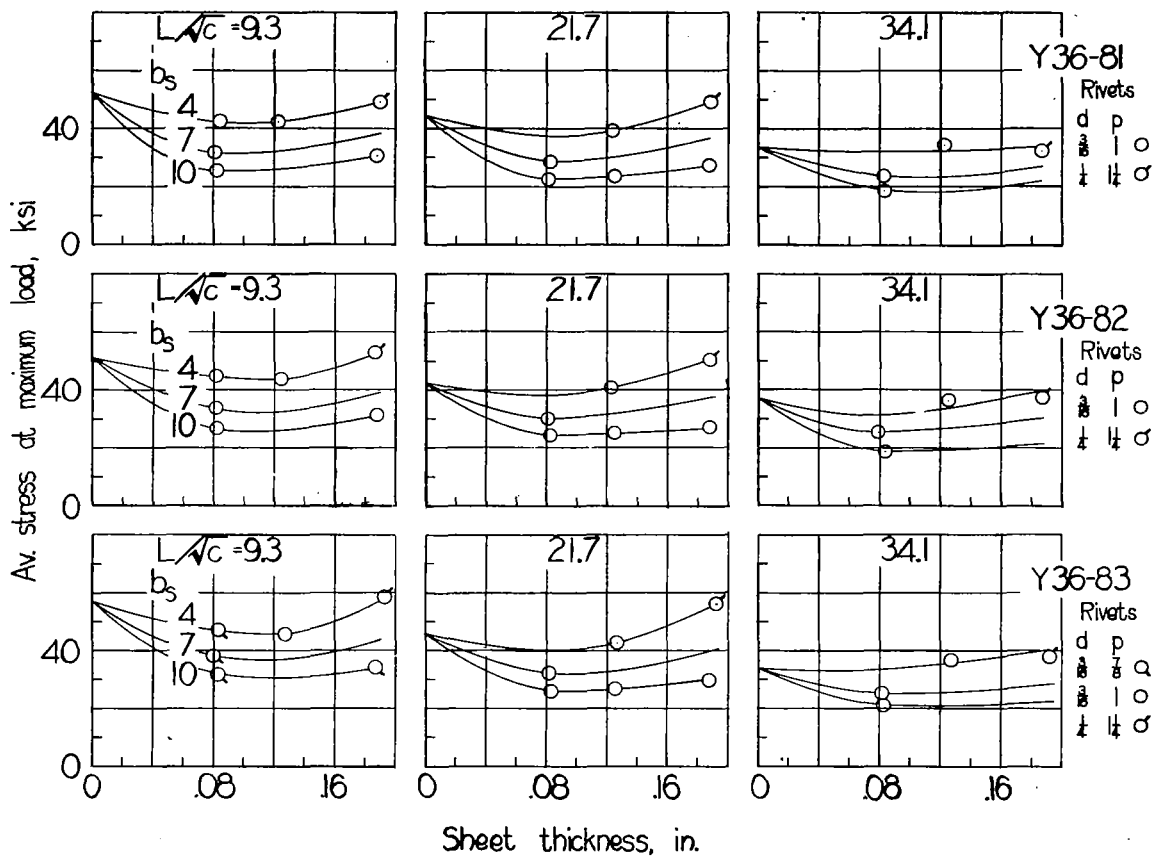 L/√c =9.3
21.7
34.1
Y36-81
Rivets
d p
3/16 1
1/4 1 1/4
b_s
4
7
10
40
0
L/√c -9.3
21.7
34.1
Y36-82
Rivets
d p
3/16 1
1/4 1 1/4
b_s
4
7
10
40
0
L/√c =9.3
21.7
34.1
Y36-83
Rivets
d p
3/16 7/8
3/16 1
1/4 1 1/4
b_s
4
7
10
40
0
0 .08 .16 0 .08 .16 0 .08 .16
Av. stress at maximum load, ksi
Sheet thickness, in.